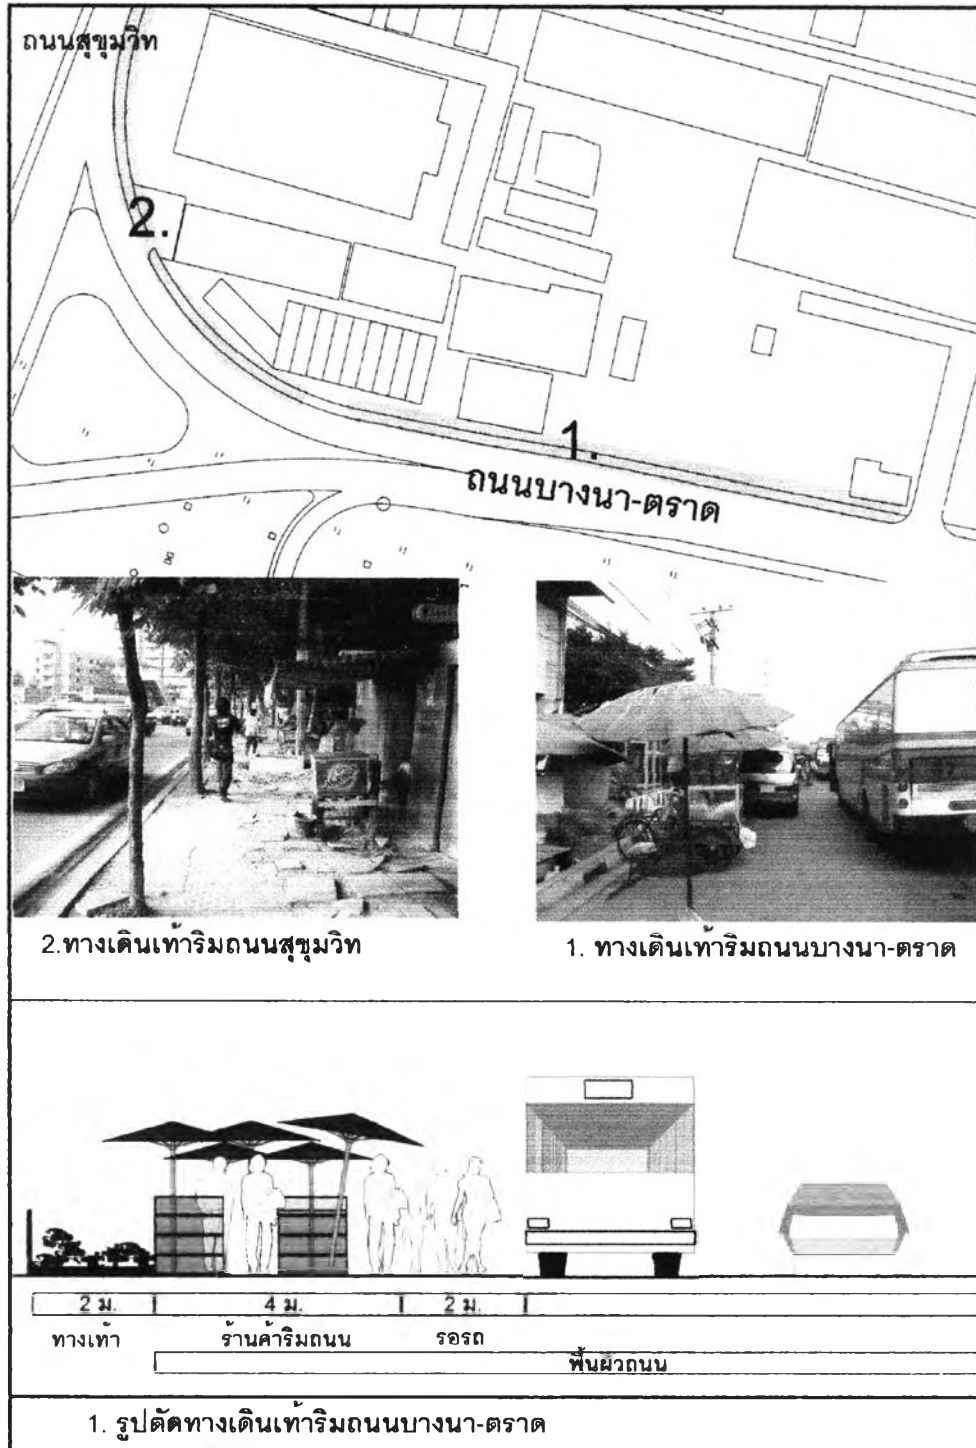 ถนนสุขุมวิท
2.
1.
ถนนบางนา-ตราด
2.ทางเดินเท้าริมถนนสุขุมวิท
1. ทางเดินเท้าริมถนนบางนา-ตราด
2 ม. 4 ม. 2 ม.
ทางเท้า ร้านค้าริมถนน รอรถ
พื้นผิวถนน
1. รูปตัดทางเดินเท้าริมถนนบางนา-ตราด